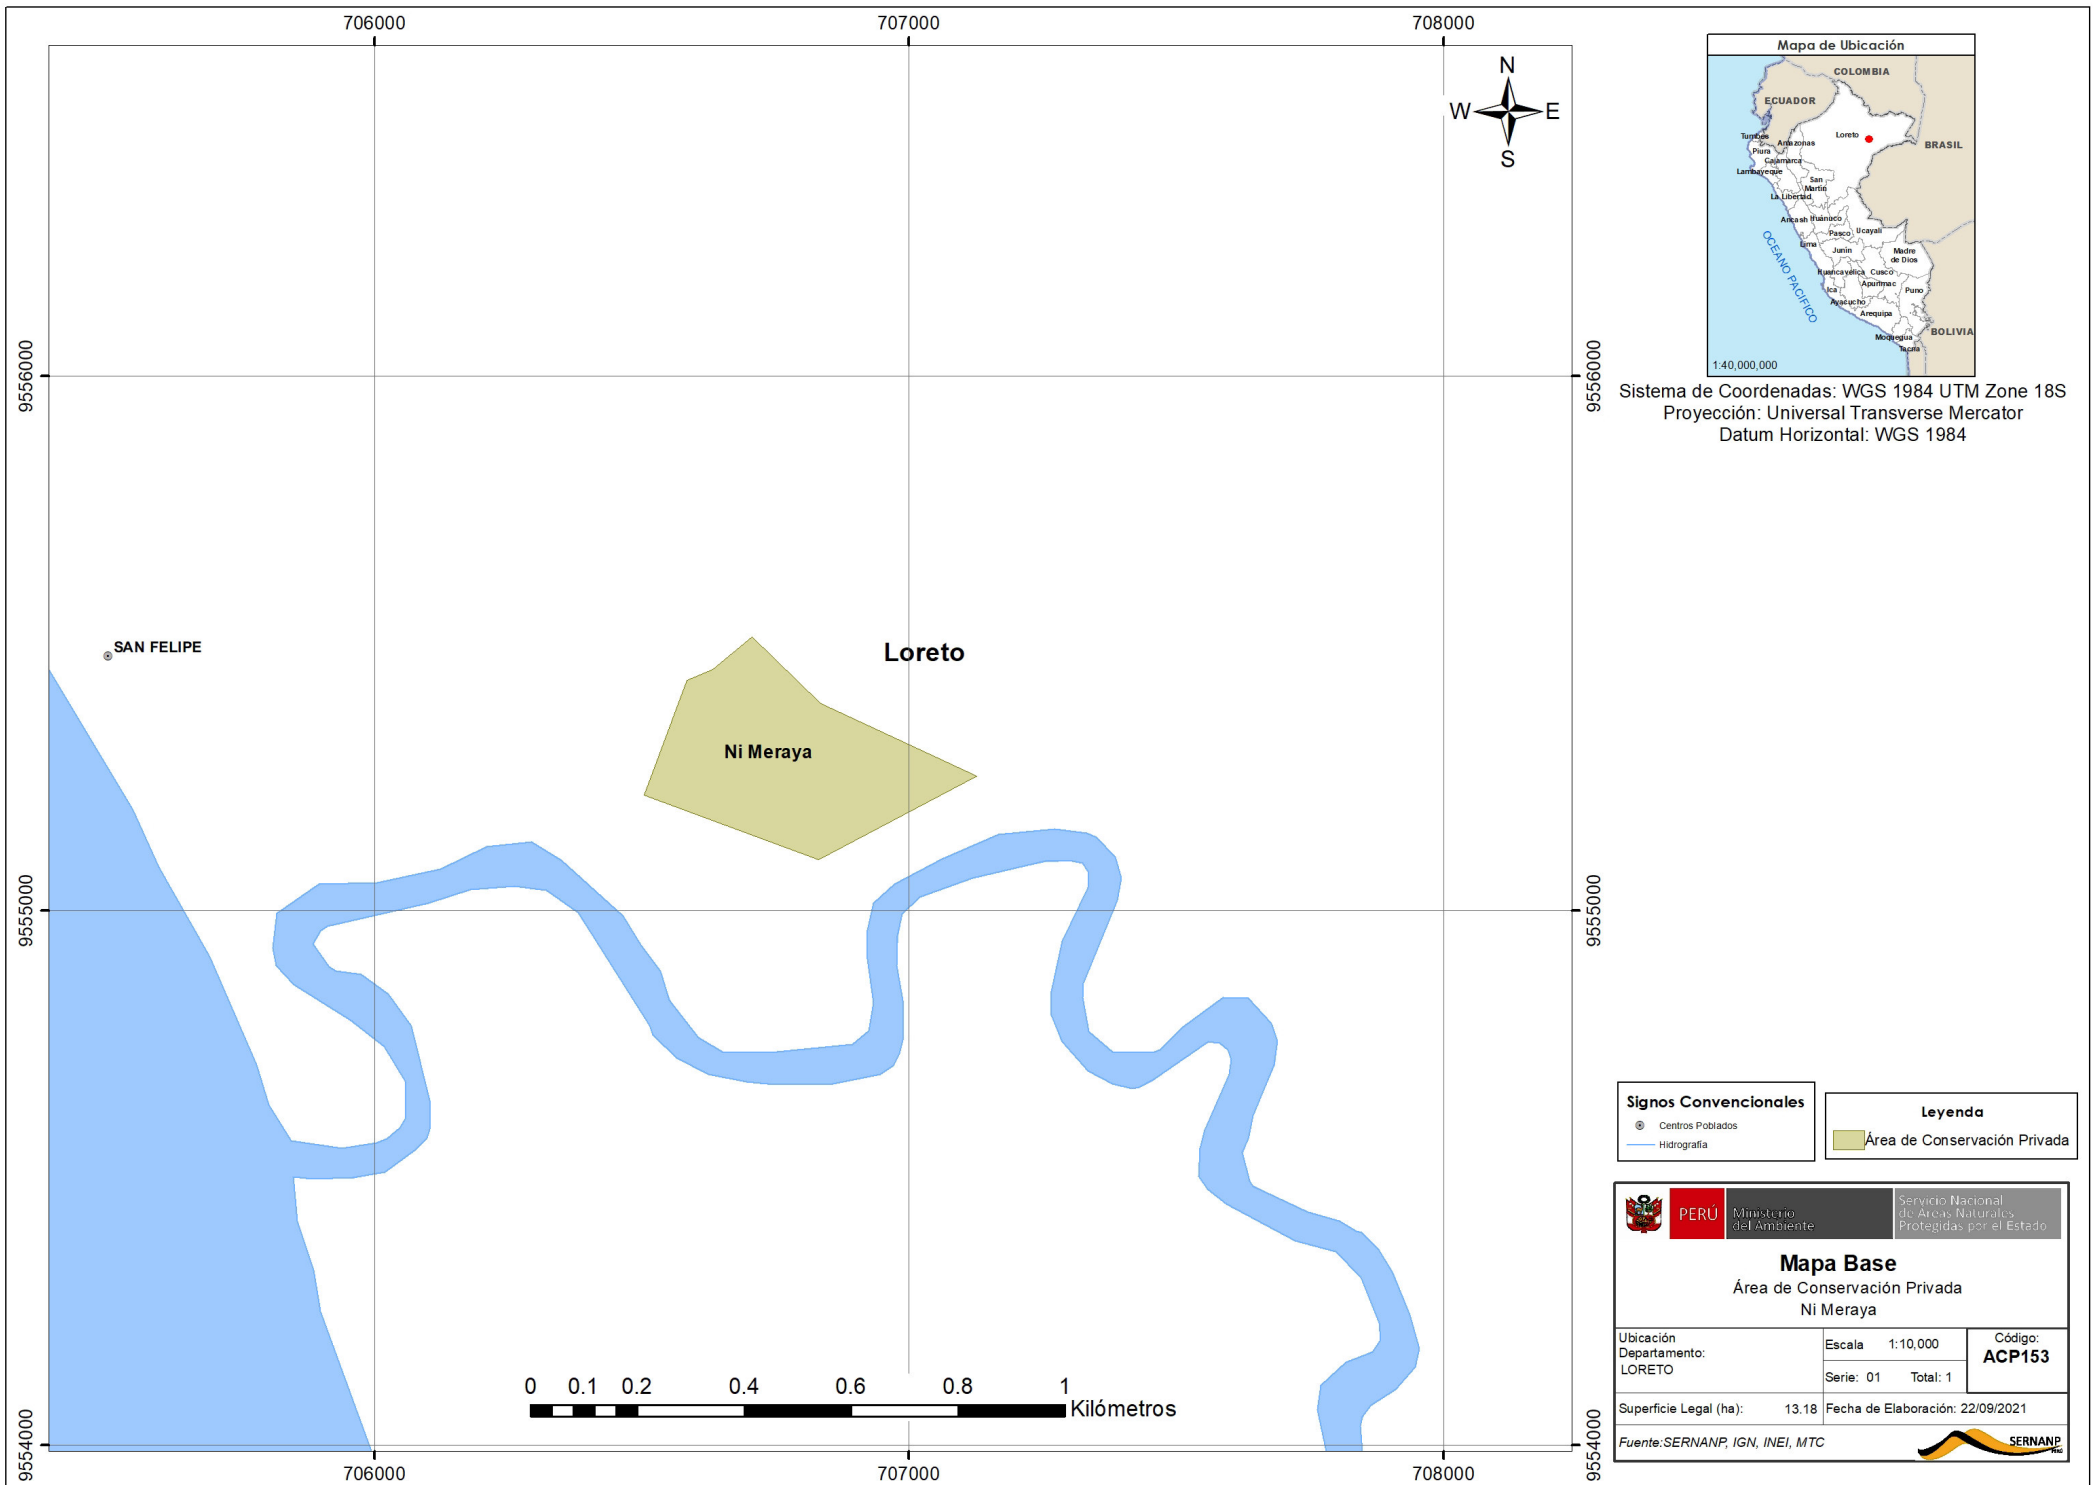 706000
707000
708000
9556000
9555000
9554000
9556000
9555000
9554000
706000
707000
708000
N
W
E
S
SAN FELIPE
Loreto
Ni Meraya
0
0.1
0.2
0.4
0.6
0.8
1
Kilómetros
Mapa de Ubicación
COLOMBIA
ECUADOR
BRASIL
BOLIVIA
OCEANO PACIFICO
Tumbes
Piura
Amazonas
Loreto
Cajamarca
Lambayeque
San
Martin
La Libertad
Ancash
Huánuco
Pasco
Ucayali
Lima
Junin
Madre
de Dios
Huancavelica
Cusco
Ica
Apurimac
Puno
Ayacucho
Arequipa
Moquegua
Tacna
1:40,000,000
Sistema de Coordenadas: WGS 1984 UTM Zone 18S
Proyección: Universal Transverse Mercator
Datum Horizontal: WGS 1984
Signos Convencionales
Centros Poblados
Hidrografía
Leyenda
Área de Conservación Privada
PERÚ
Ministerio
del Ambiente
Servicio Nacional
de Áreas Naturales
Protegidas por el Estado
Mapa Base
Área de Conservación Privada
Ni Meraya
Ubicación
Departamento:
LORETO
Escala 1:10,000
Serie: 01 Total: 1
Código:
ACP153
Superficie Legal (ha): 13.18
Fecha de Elaboración: 22/09/2021
Fuente:SERNANP, IGN, INEI, MTC
SERNANP
PERÚ